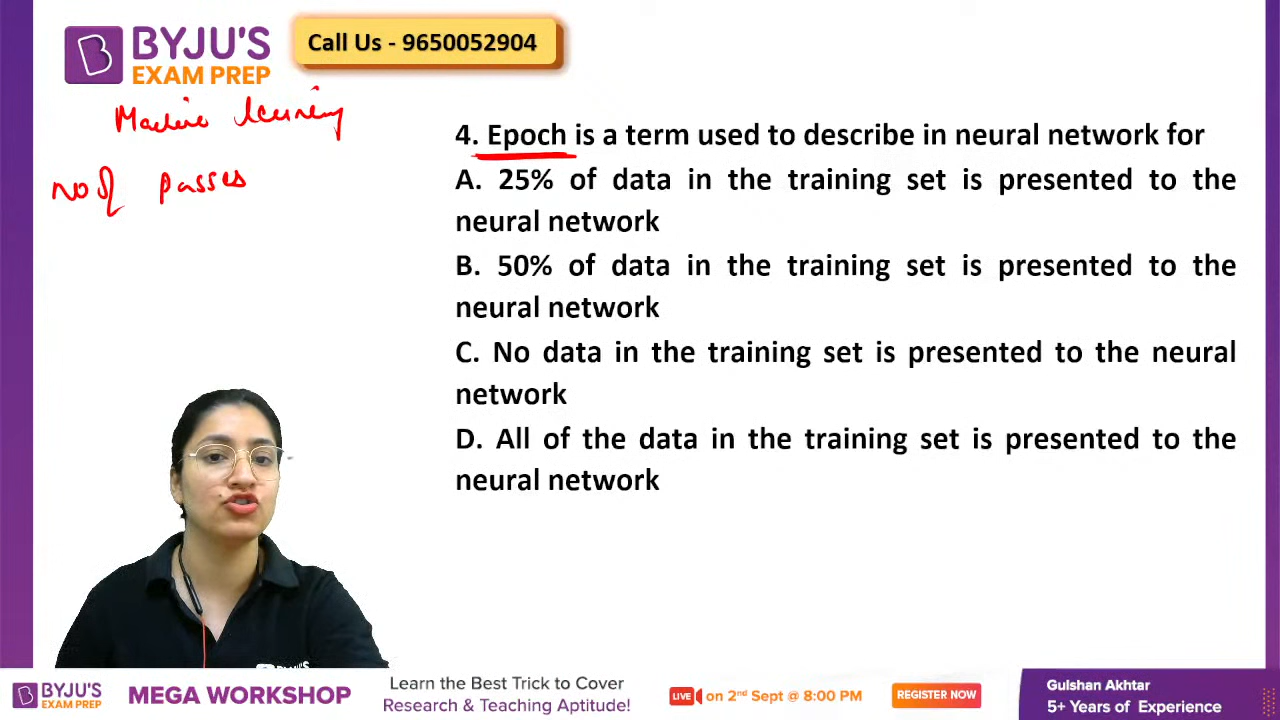 BYJU'S
EXAM PREP
Call Us - 9650052904
Machine learning
no of passes
4. Epoch is a term used to describe in neural network for
A. 25% of data in the training set is presented to the
neural network
B. 50% of data in the training set is presented to the
neural network
C. No data in the training set is presented to the neural
network
D. All of the data in the training set is presented to the
neural network
BYJU'S
EXAM PREP
MEGA WORKSHOP
Learn the Best Trick to Cover
Research & Teaching Aptitude!
LIVE on 2nd Sept @ 8:00 PM
REGISTER NOW
Gulshan Akhtar
5+ Years of Experience